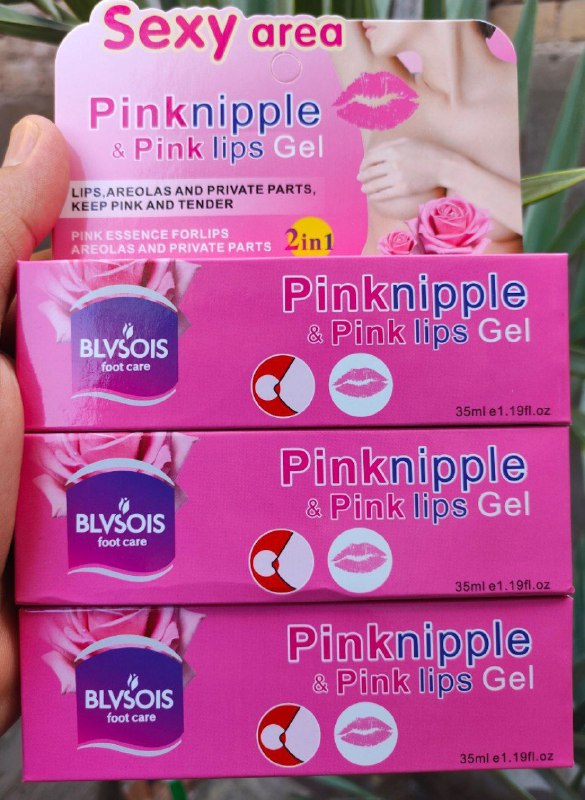 Sexy area
Pinknipple
& Pink lips Gel
LIPS,AREOLAS AND PRIVATE PARTS,
KEEP PINK AND TENDER
PINK ESSENCE FORLIPS
AREOLAS AND PRIVATE PARTS 2in1
Pinknipple
& Pink lips Gel
BLVSOIS
foot care
35ml e1.19fl.oz
Pinknipple
& Pink lips Gel
BLVSOIS
foot care
35ml e1.19fl.oz
Pinknipple
& Pink lips Gel
BLVSOIS
foot care
35ml e1.19fl.oz